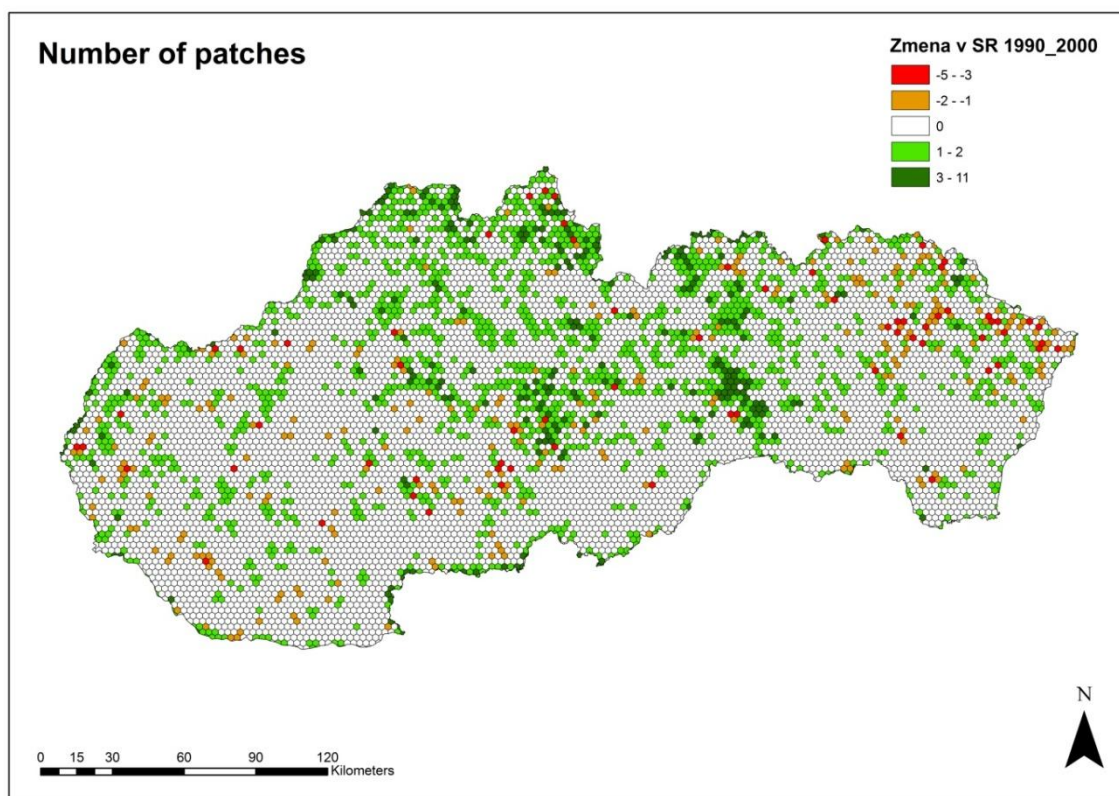 Number of patches
Zmena v SR 1990_2000
-5 - -3
-2 - -1
0
1 - 2
3 - 11
N
0 15 30 60 90 120
Kilometers